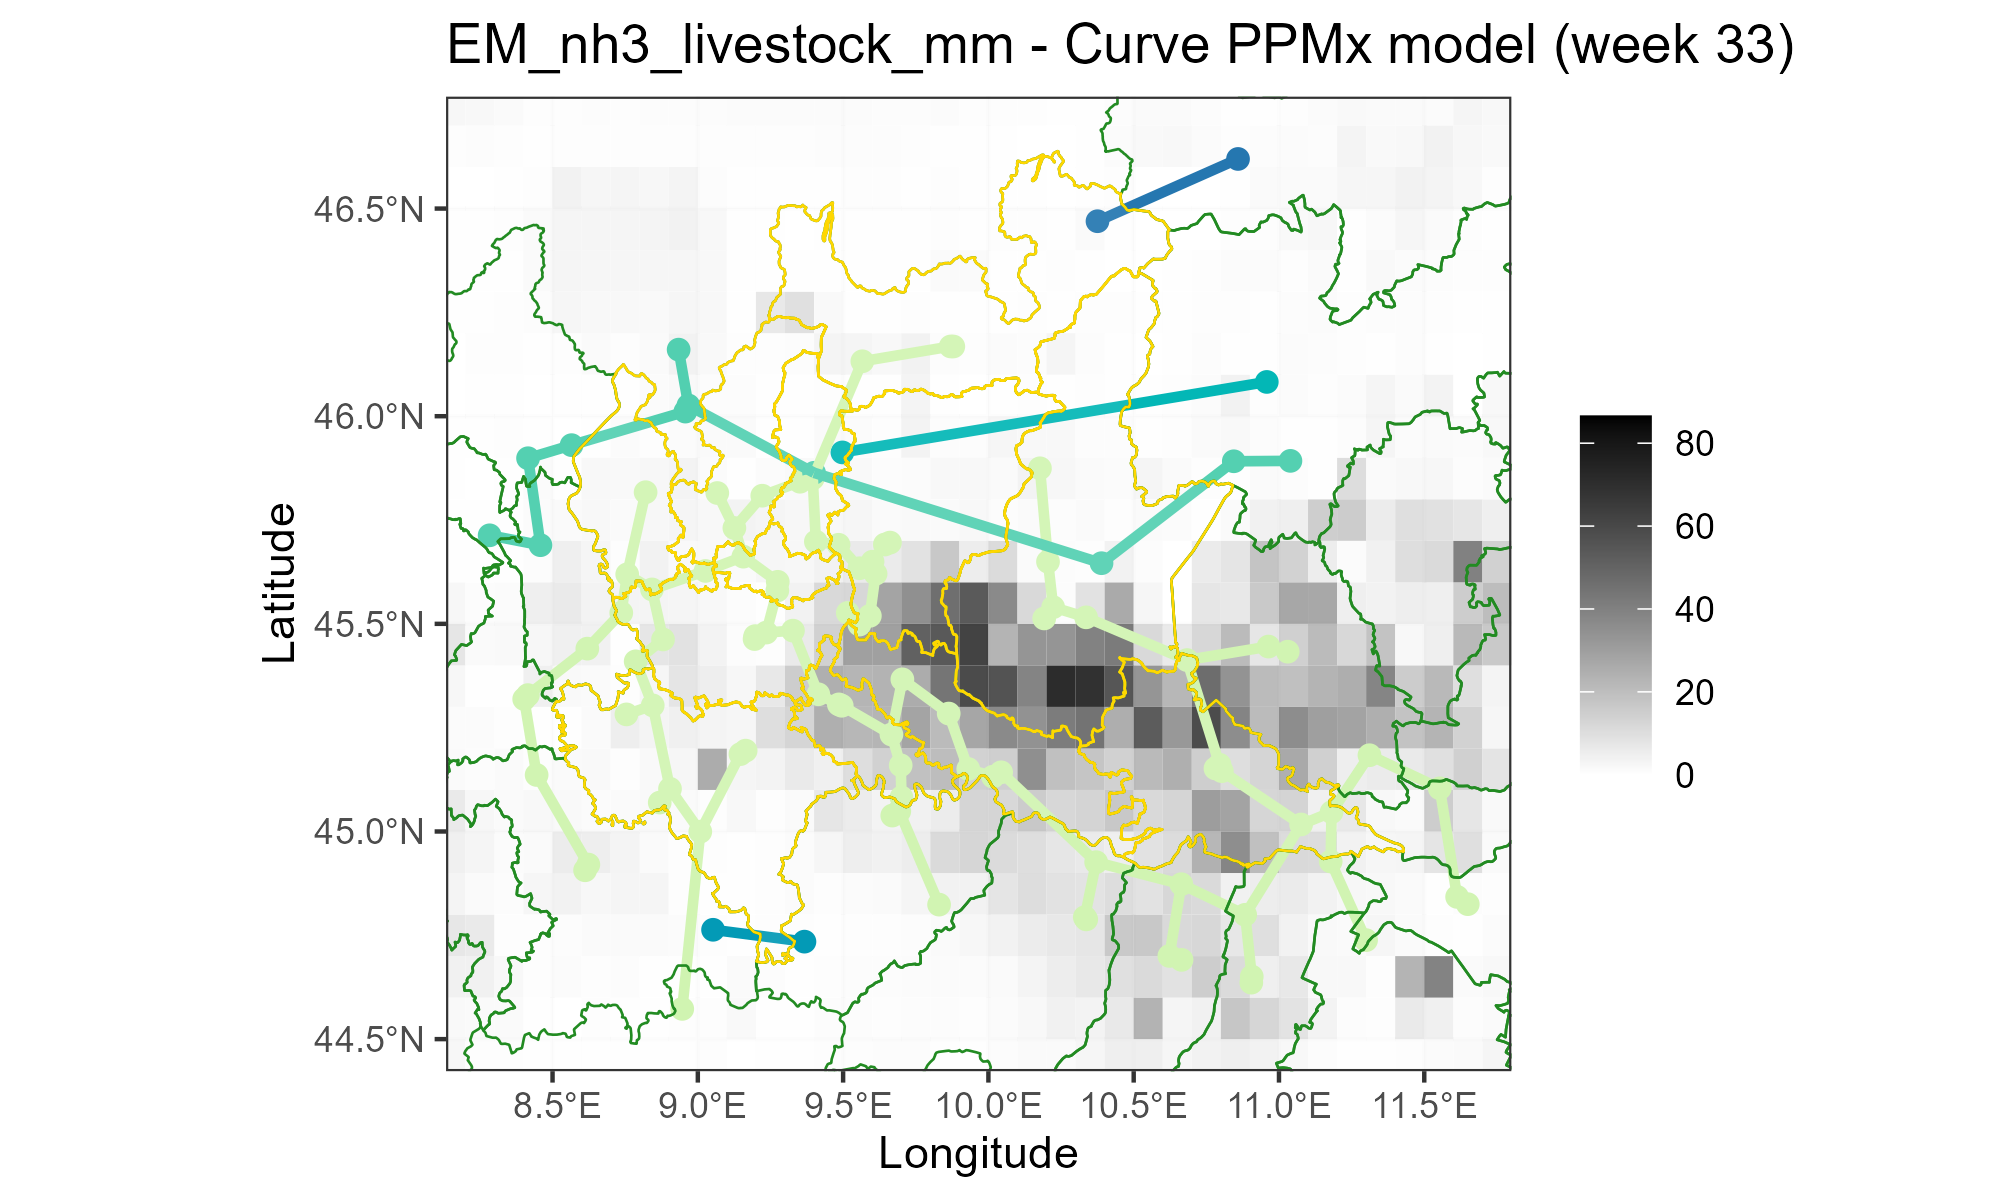 EM_nh3_livestock_mm - Curve PPMx model (week 33)
46.5°N
46.0°N
45.5°N
45.0°N
44.5°N
Latitude
8.5°E
9.0°E
9.5°E
10.0°E
10.5°E
11.0°E
11.5°E
Longitude
80
60
40
20
0